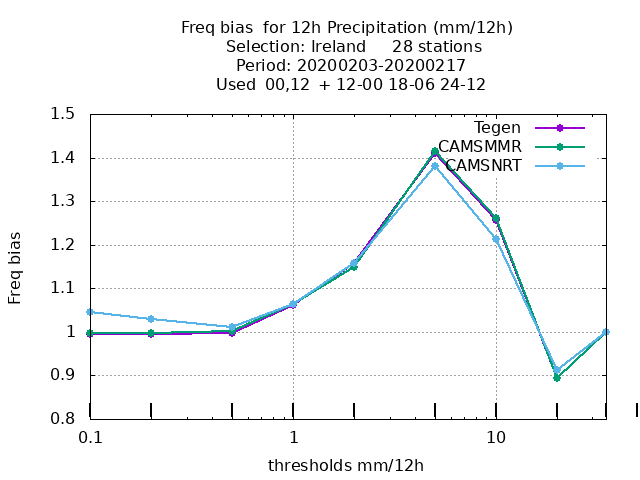 Freq bias  for 12h Precipitation (mm/12h)
Selection: Ireland     28 stations
Period: 20200203-20200217
Used  00,12  + 12-00 18-06 24-12
Tegen
CAMSMMR
CAMSNRT
1.5
1.4
1.3
1.2
1.1
1
0.9
0.8
Freq bias
0.1
1
10
thresholds mm/12h